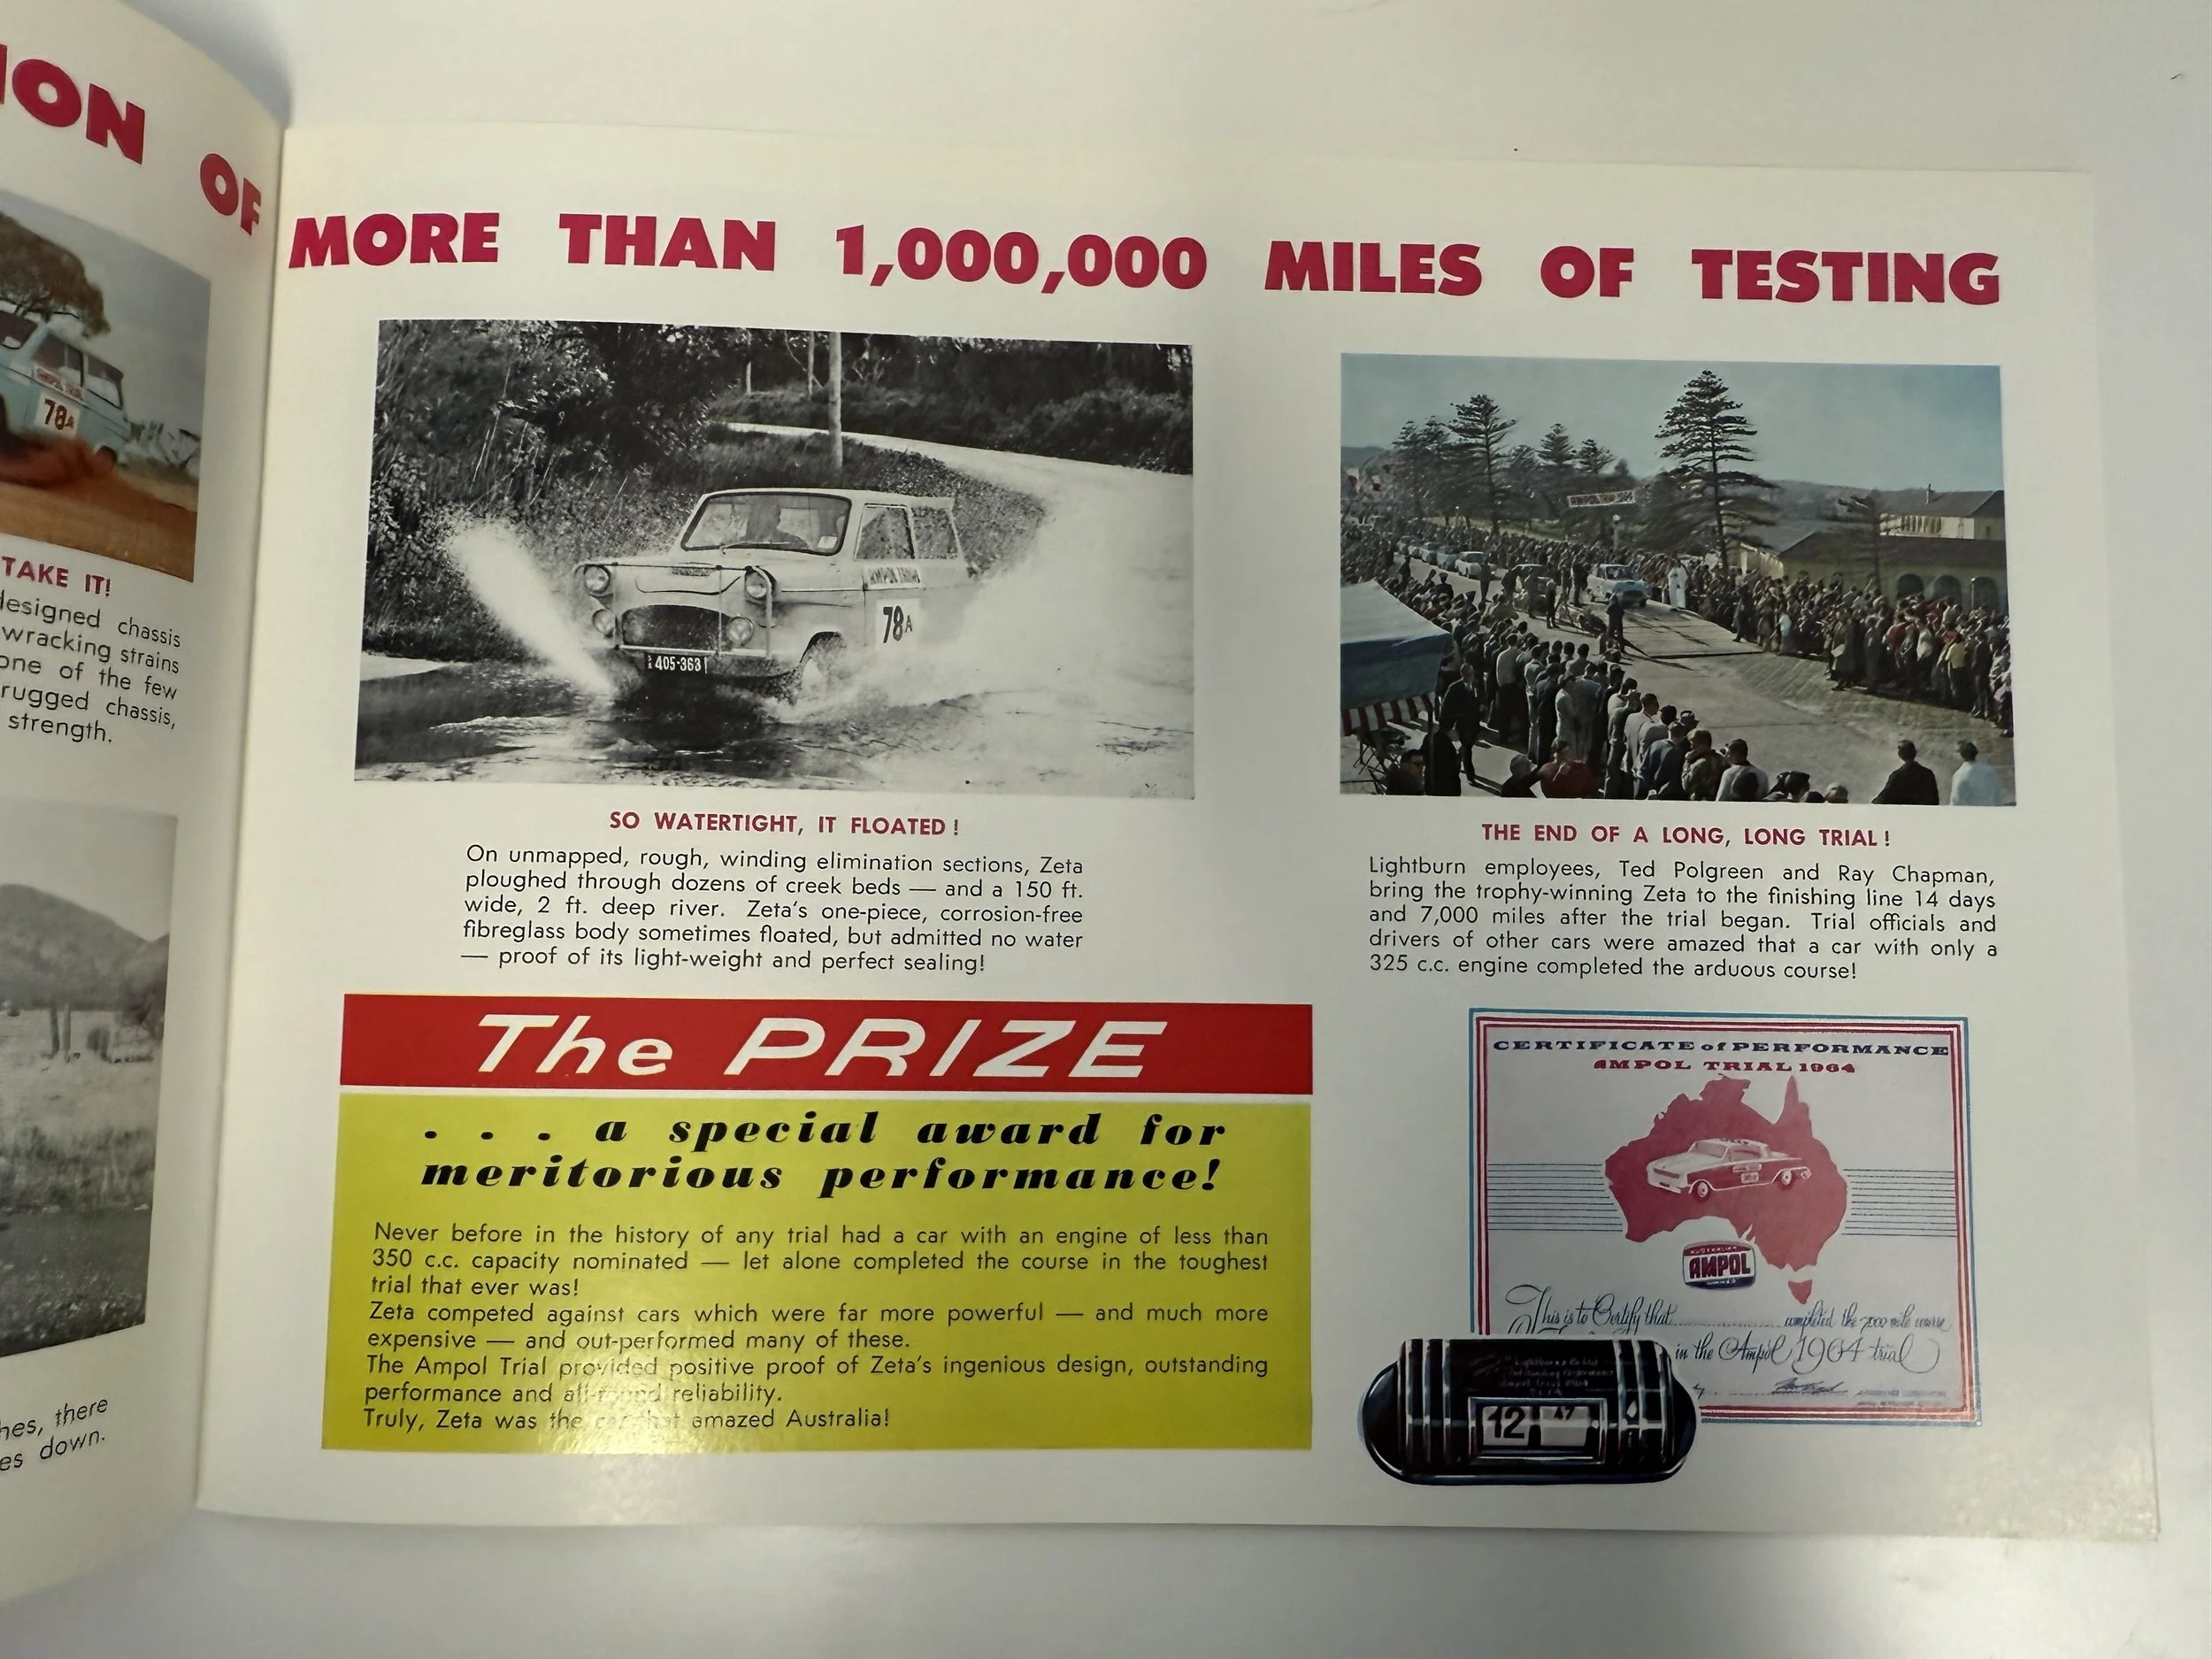 ION OF
78A
TAKE IT!
designed chassis
wracking strains
one of the few
rugged chassis,
strength.
hes, there
es down.
MORE THAN 1,000,000 MILES OF TESTING
AMPOL TRIAL
78A
405·363
SO WATERTIGHT, IT FLOATED !
On unmapped, rough, winding elimination sections, Zeta
ploughed through dozens of creek beds — and a 150 ft.
wide, 2 ft. deep river. Zeta's one-piece, corrosion-free
fibreglass body sometimes floated, but admitted no water
— proof of its light-weight and perfect sealing!
THE END OF A LONG, LONG TRIAL !
Lightburn employees, Ted Polgreen and Ray Chapman,
bring the trophy-winning Zeta to the finishing line 14 days
and 7,000 miles after the trial began. Trial officials and
drivers of other cars were amazed that a car with only a
325 c.c. engine completed the arduous course!
The PRIZE
. . . a special award for
meritorious performance!
Never before in the history of any trial had a car with an engine of less than
350 c.c. capacity nominated — let alone completed the course in the toughest
trial that ever was!
Zeta competed against cars which were far more powerful — and much more
expensive — and out-performed many of these.
The Ampol Trial provided positive proof of Zeta's ingenious design, outstanding
performance and all-round reliability.
Truly, Zeta was the car that amazed Australia!
CERTIFICATE of PERFORMANCE
AMPOL TRIAL 1964
AUSTRALIAN
AMPOL
This is to Certify that
completed the 7000 mile course
in the Ampol 1964 trial
12 47